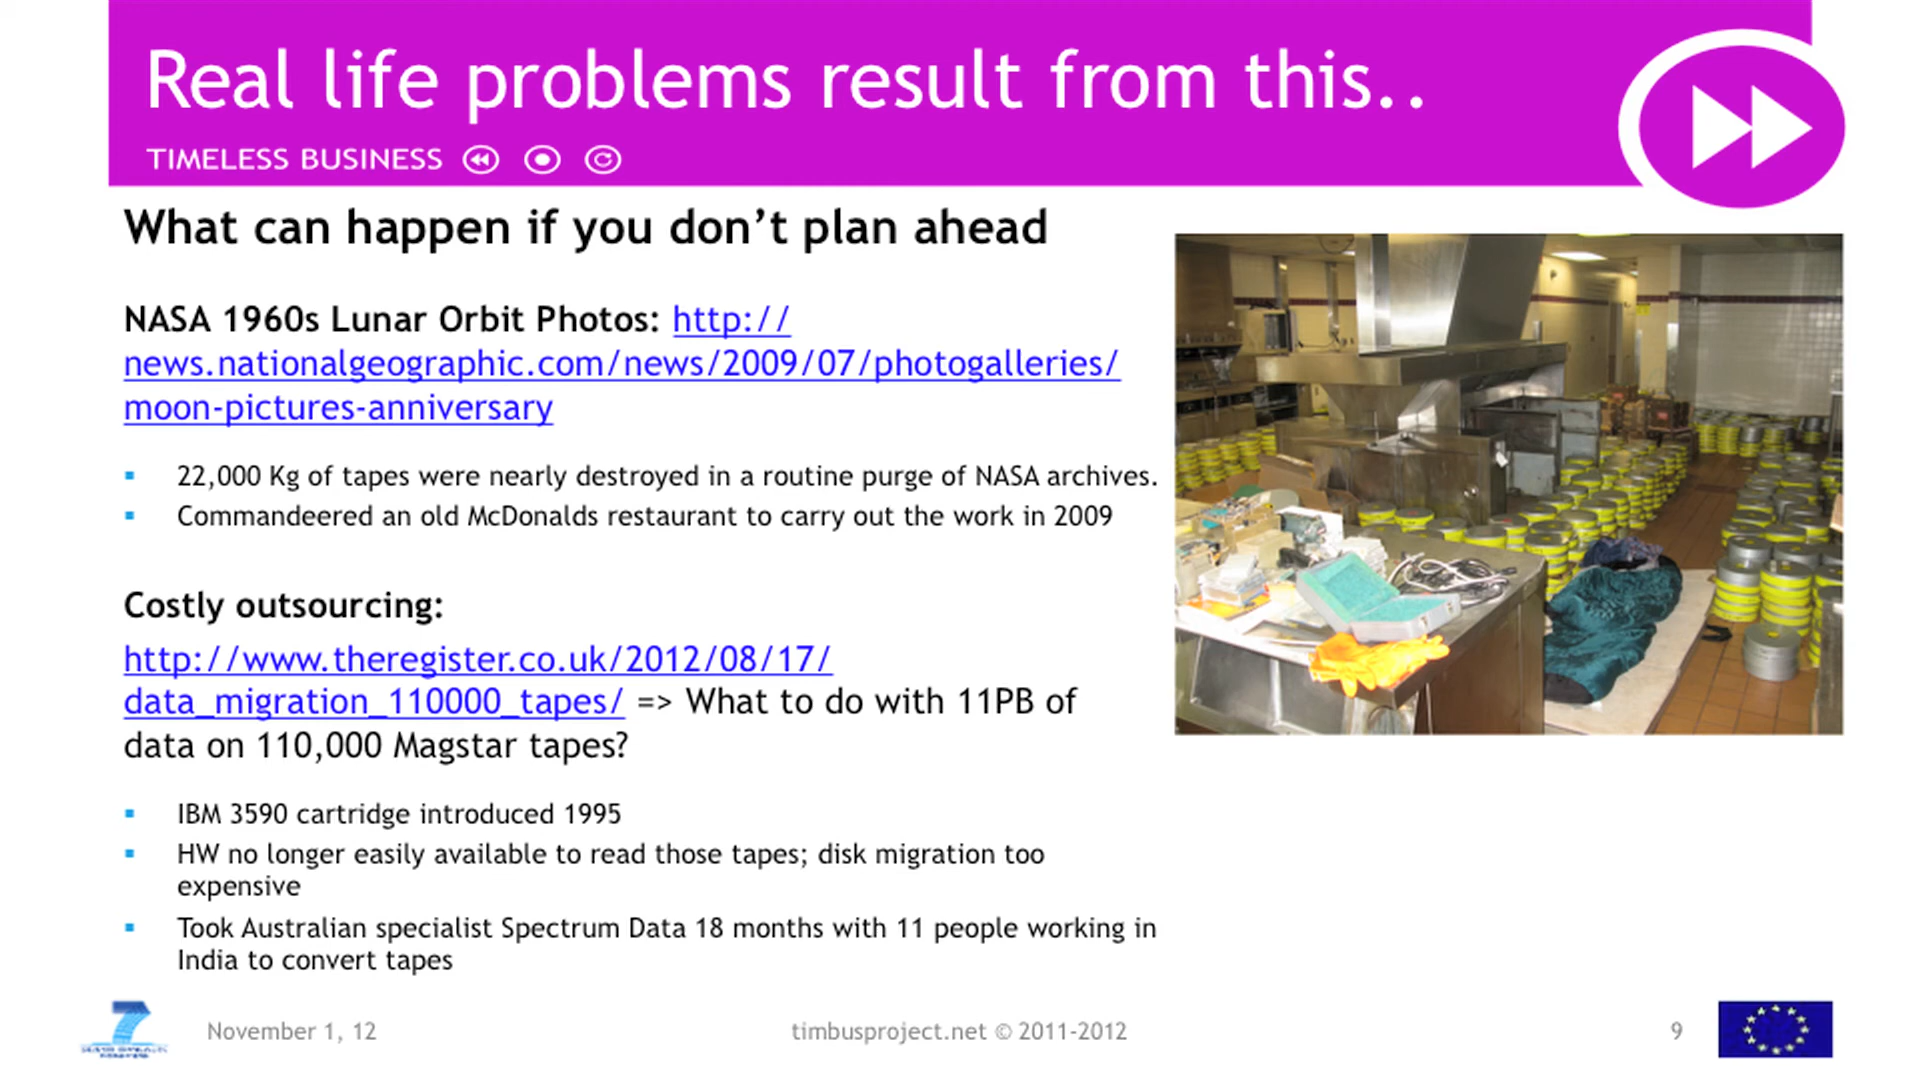 Real life problems result from this..
TIMELESS BUSINESS
What can happen if you don’t plan ahead
NASA 1960s Lunar Orbit Photos: http://
news.nationalgeographic.com/news/2009/07/photogalleries/
moon-pictures-anniversary
22,000 Kg of tapes were nearly destroyed in a routine purge of NASA archives.
Commandeered an old McDonalds restaurant to carry out the work in 2009
Costly outsourcing:
http://www.theregister.co.uk/2012/08/17/
data_migration_110000_tapes/ => What to do with 11PB of
data on 110,000 Magstar tapes?
IBM 3590 cartridge introduced 1995
HW no longer easily available to read those tapes; disk migration too
expensive
Took Australian specialist Spectrum Data 18 months with 11 people working in
India to convert tapes
7
November 1, 12
timbusproject.net © 2011-2012
9